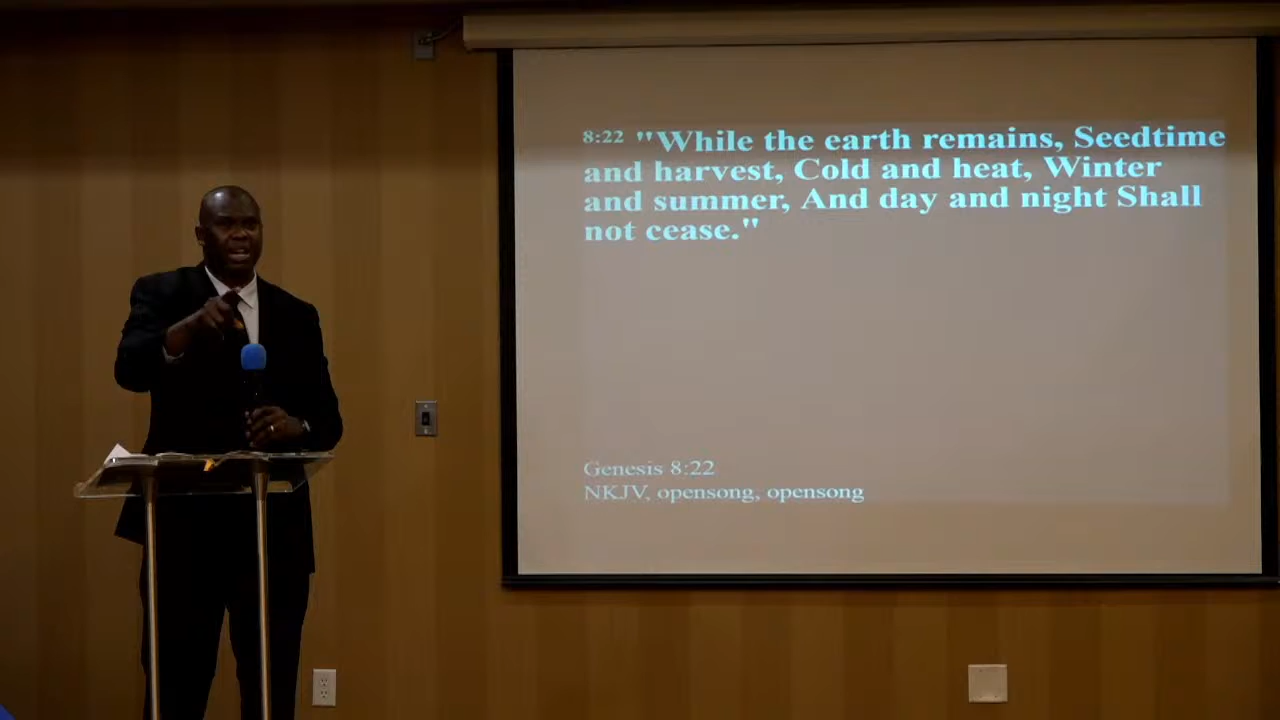 8:22 "While the earth remains, Seedtime
and harvest, Cold and heat, Winter
and summer, And day and night Shall
not cease."
Genesis 8:22
NKJV, opensong, opensong